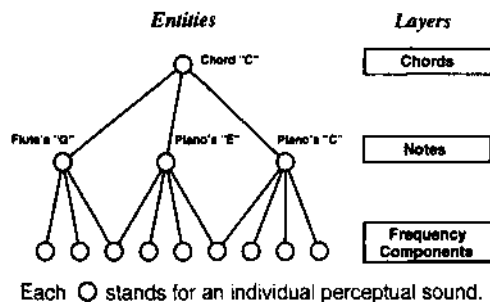 Entities Layers
Chord "C" Chords
Flute's "G" Piano's "E" Piano's "C" Notes
Frequency
Components
Each stands for an individual perceptual sound.